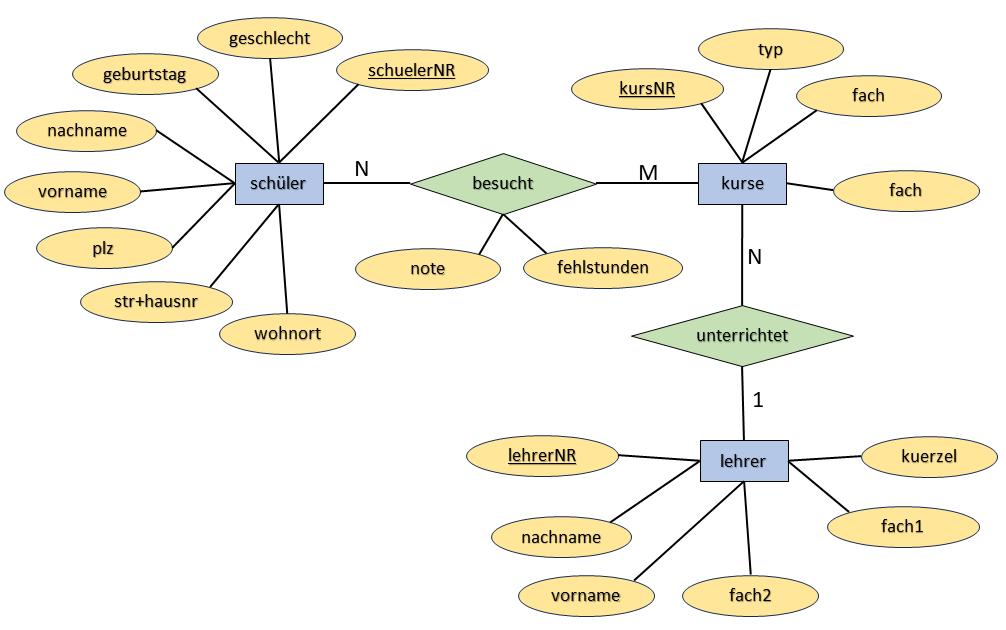 geschlecht
typ
schuelerNR
geburtstag
kursNR
fach
nachname
N
M
schüler
besucht
kurse
vorname
fach
plz
N
note
fehlstunden
str+hausnr
wohnort
unterrichtet
1
lehrerNR
lehrer
kuerzel
fach1
nachname
vorname
fach2